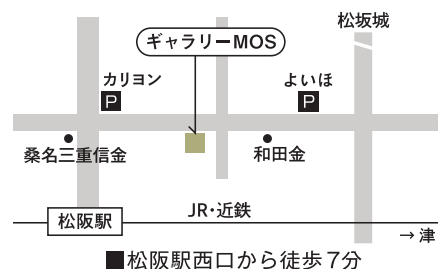 松坂城
ギャラリーMOS
カリヨン
P
よいほ
P
桑名三重信金
和田金
JR・近鉄
松阪駅
→津
■松阪駅西口から徒歩7分